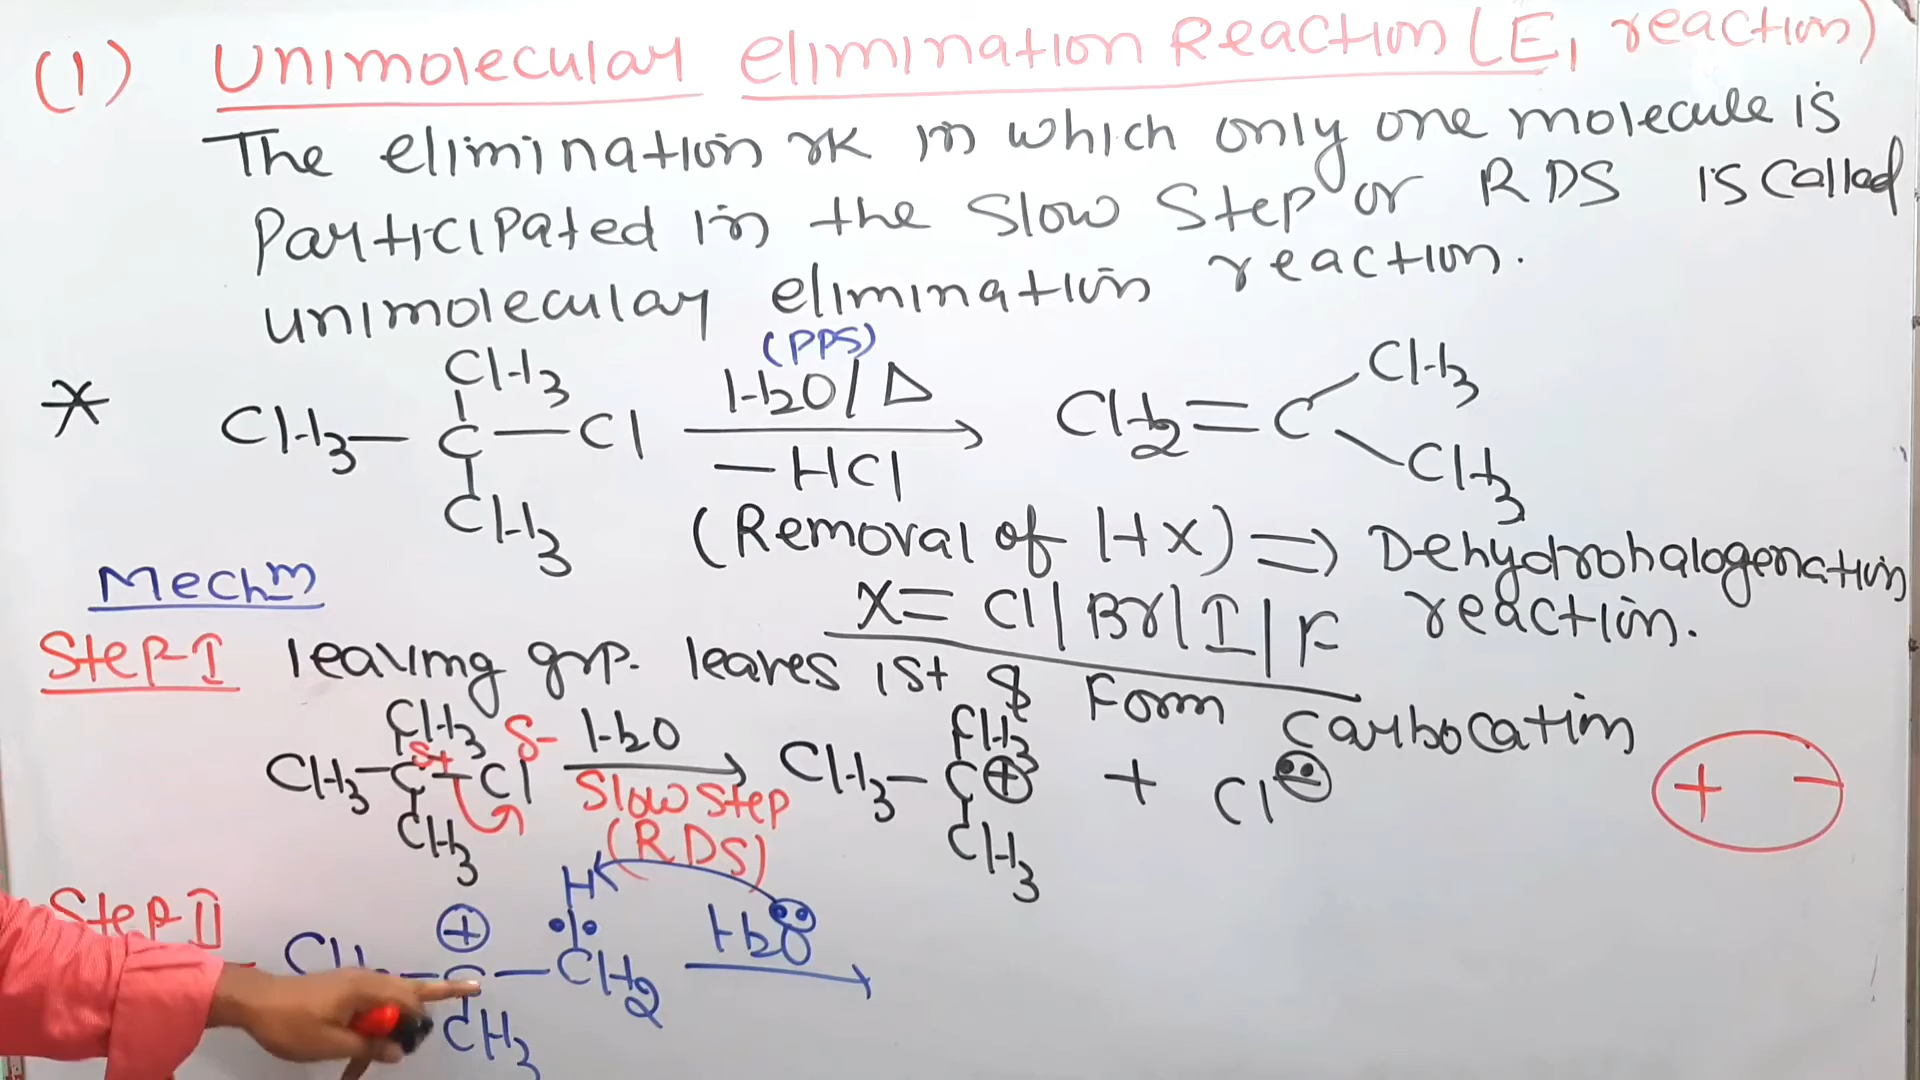 (1) Unimolecular elimination Reaction (E1 reaction)
The elimination rx in which only one molecule is
Participated in the slow step or RDS is called
unimolecular elimination reaction.
(PPS)
CH3
CH3
* CH3—C—Cl H2O/Δ CH2=C
—HCl
CH3
CH3
(Removal of HX) ⇒ Dehydrohalogenation
X= Cl/Br/I/F reaction.
Mechm
Step-I leaving grp. leaves 1st & Form carbocation
CH3 δ+ δ- H2O CH3
CH3—C—Cl → CH3—C⊕ + Cl⊖
Slow step
CH3 (RDS) CH3
+ −
Step-II ⊕ H H2O
C—CH2
CH3